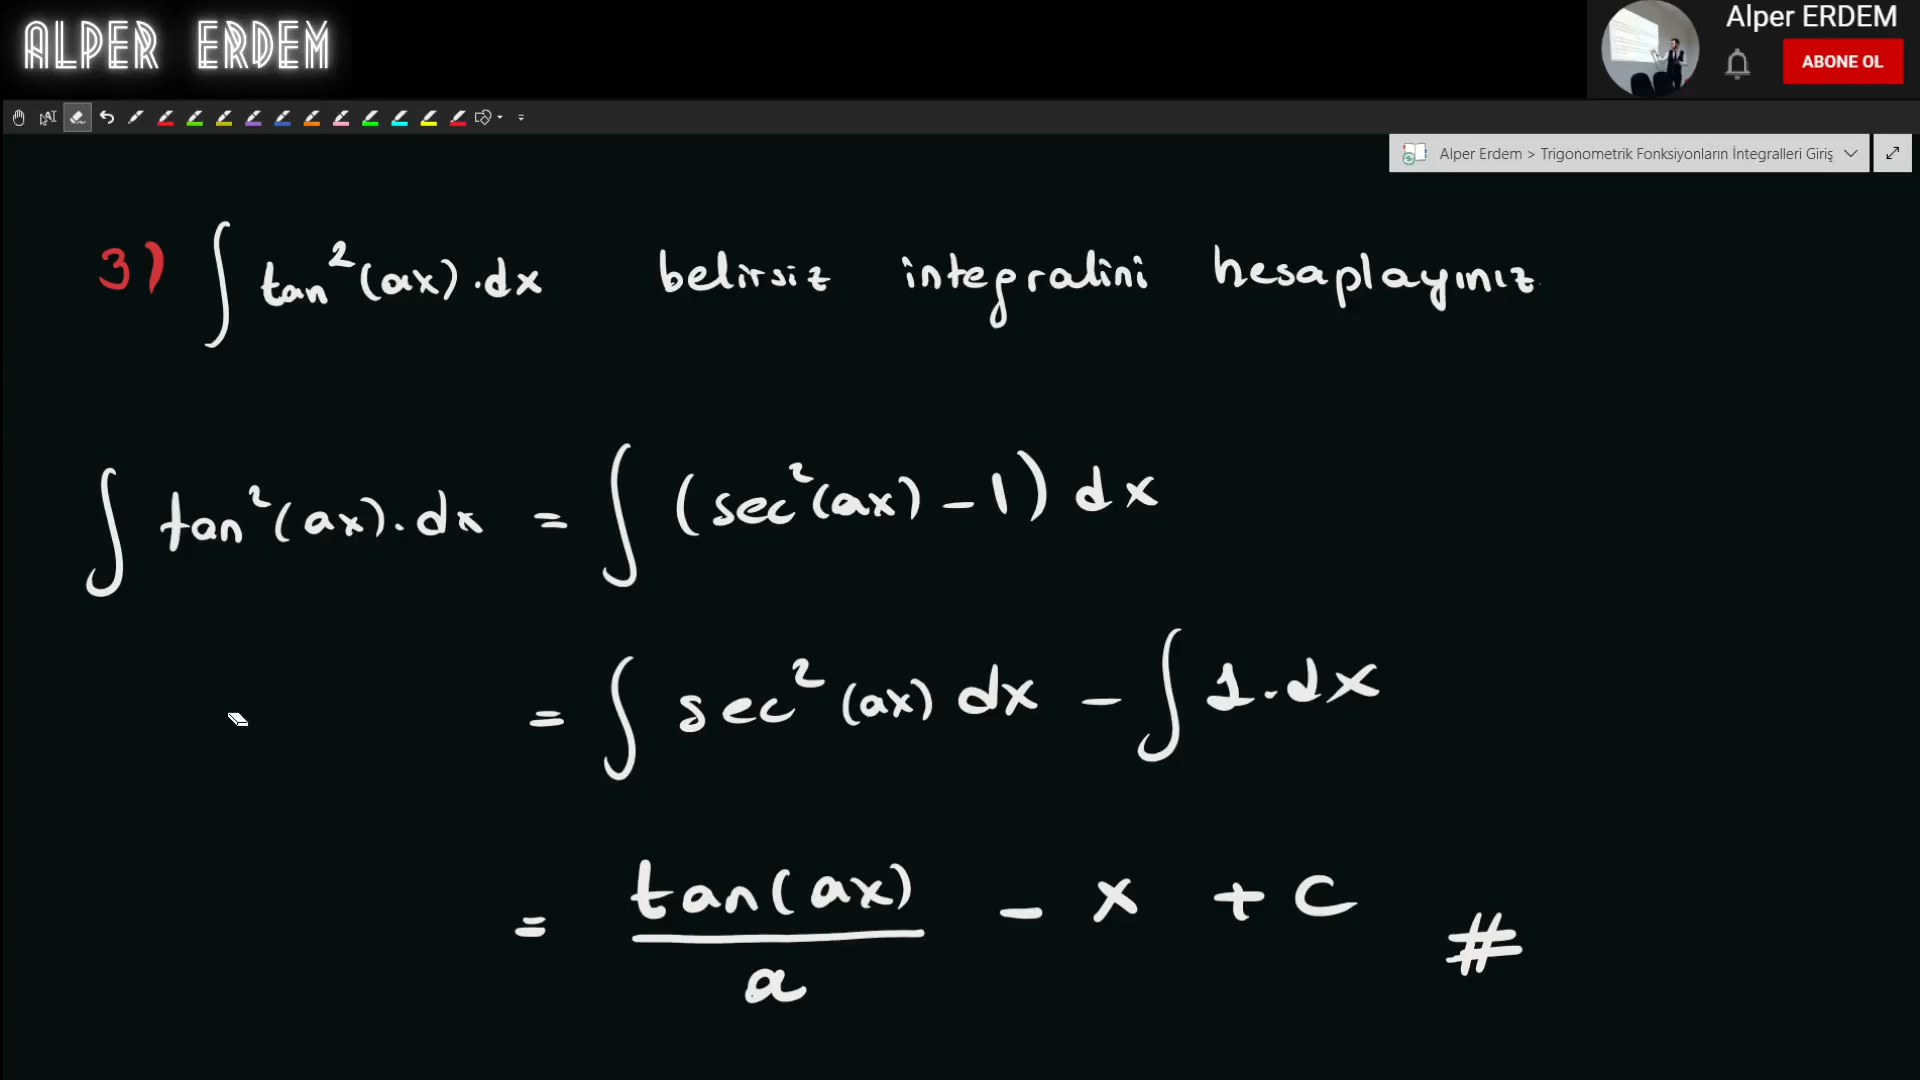 ALPER ERDEM
Alper ERDEM
ABONE OL
Alper Erdem > Trigonometrik Fonksiyonların İntegralleri Giriş
3) ∫ tan²(ax).dx belirsiz integralini hesaplayınız.
∫ tan²(ax).dx = ∫ (sec²(ax) - 1) dx
= ∫ sec²(ax) dx - ∫ 1.dx
= tan(ax)/a - x + c #